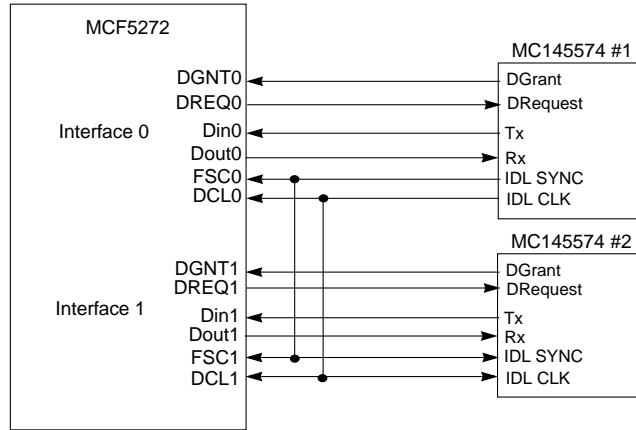 MCF5272
MC145574 #1
DGNT0
DGrant
DREQ0
DRequest
Interface 0
Din0
Tx
Dout0
Rx
FSC0
IDL SYNC
DCL0
IDL CLK
MC145574 #2
DGNT1
DGrant
DREQ1
DRequest
Interface 1
Din1
Tx
Dout1
Rx
FSC1
IDL SYNC
DCL1
IDL CLK